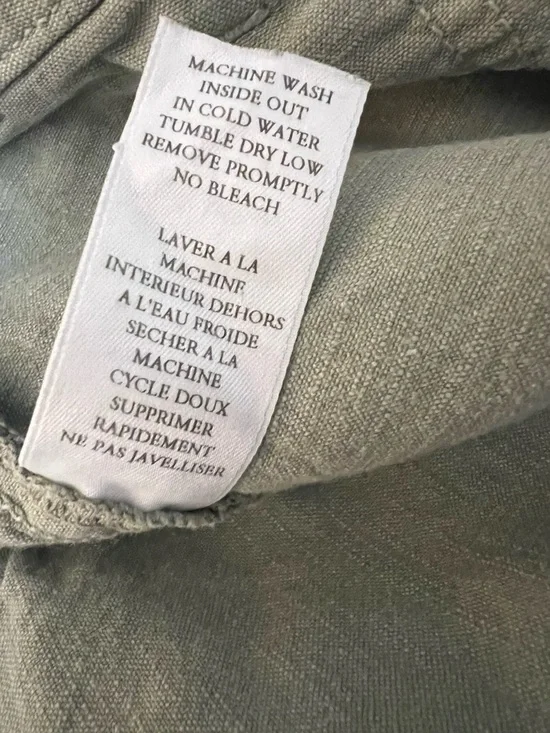 MACHINE WASH
INSIDE OUT
IN COLD WATER
TUMBLE DRY LOW
REMOVE PROMPTLY
NO BLEACH
LAVER A LA
MACHINE
INTERIEUR DEHORS
A L'EAU FROIDE
SECHER A LA
MACHINE
CYCLE DOUX
SUPPRIMER
RAPIDEMENT
NE PAS JAVELLISER